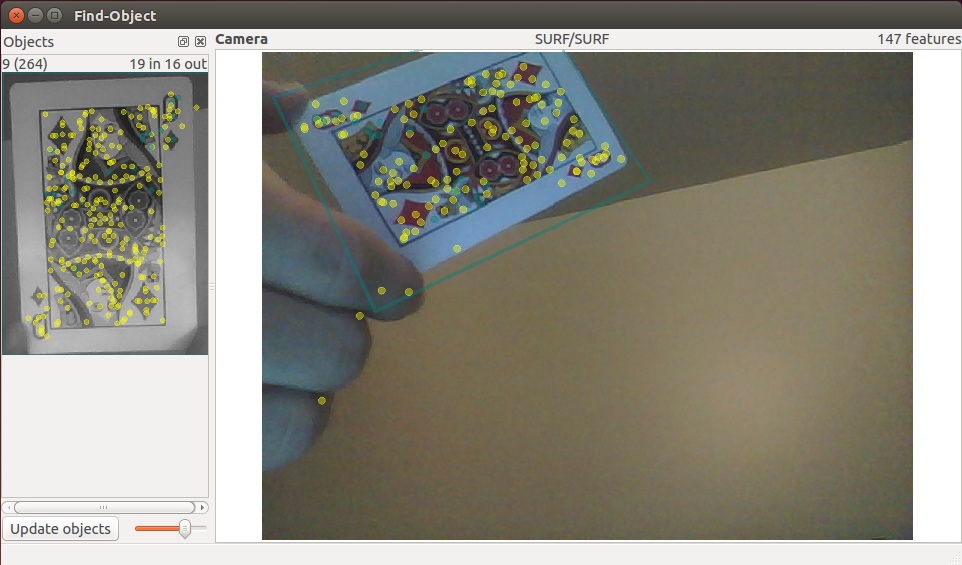 Find-Object
Objects
Camera
SURF/SURF
147 features
9 (264)
19 in 16 out
Update objects